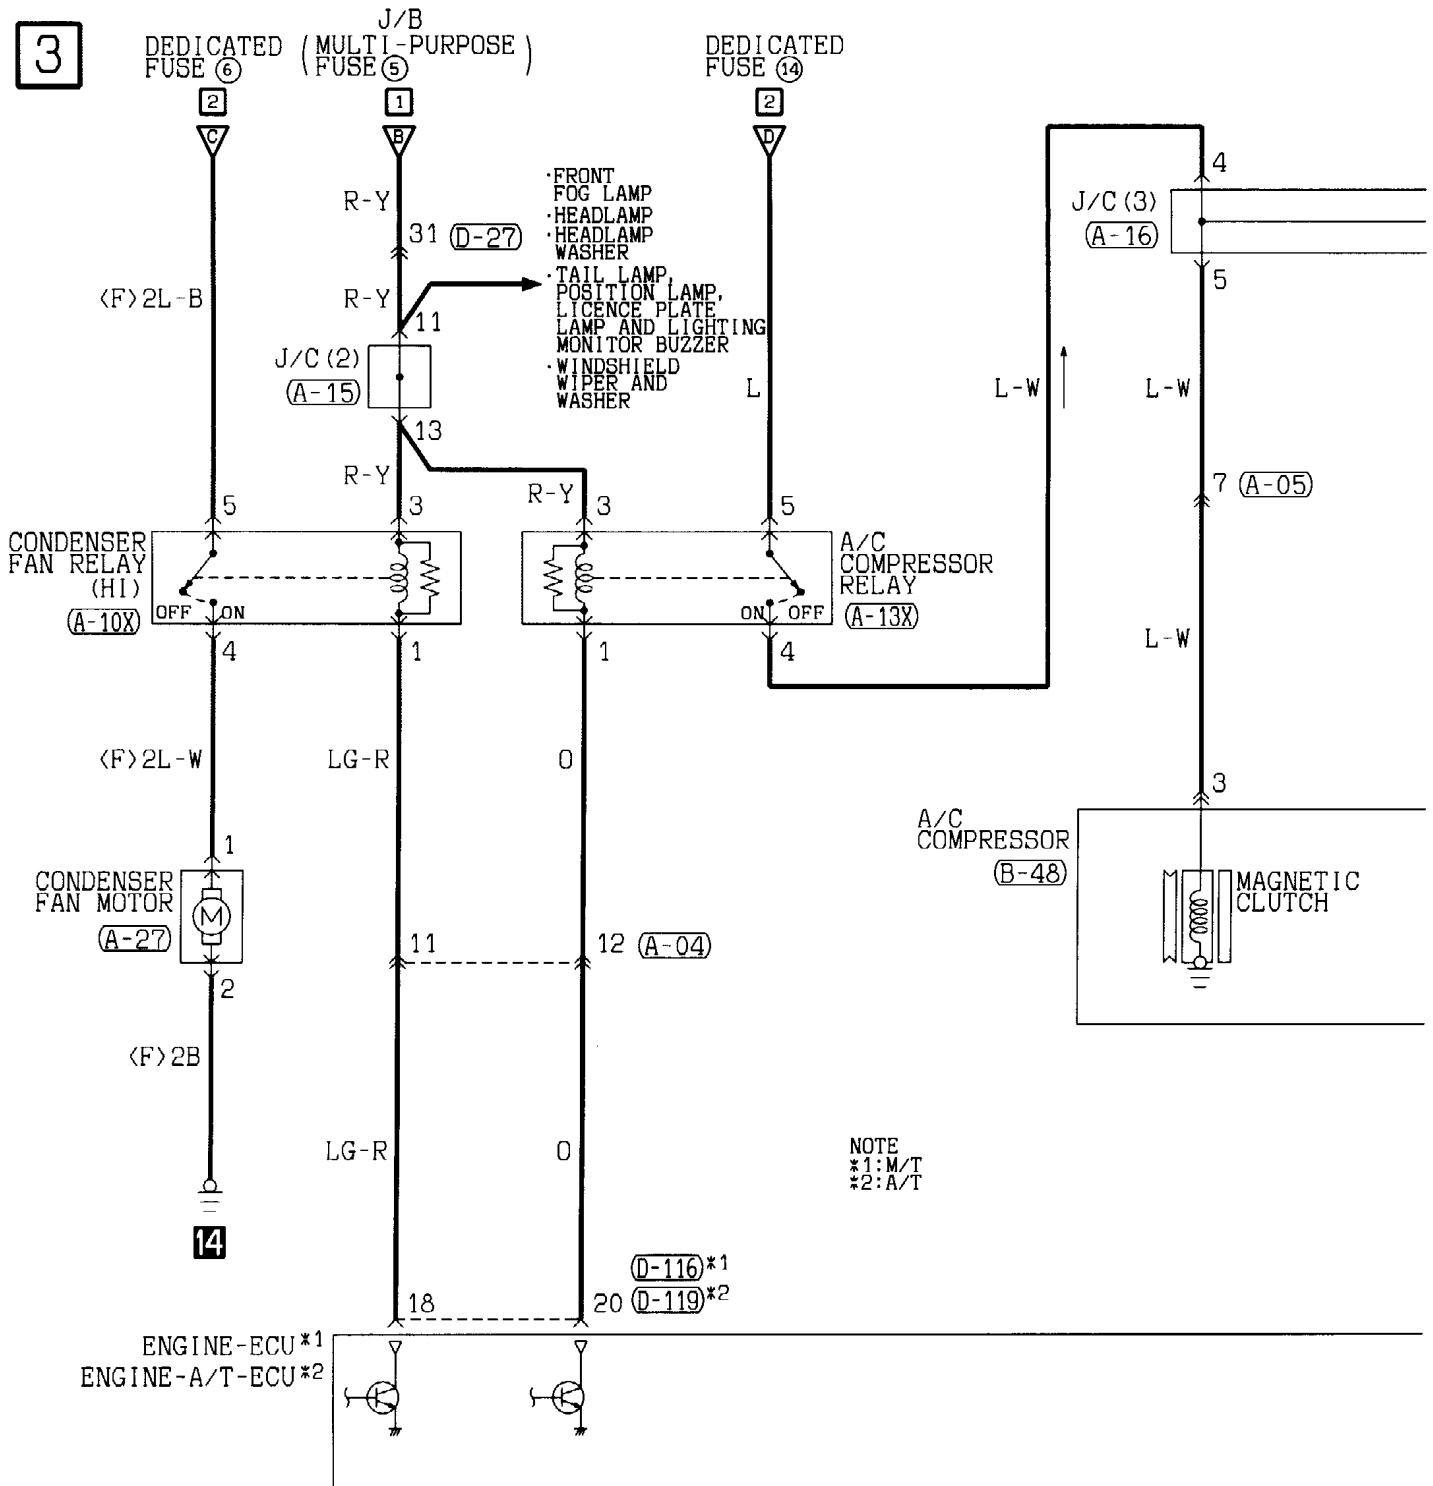 3
DEDICATED
FUSE ⑥
J/B
(MULTI-PURPOSE
FUSE ⑤)
DEDICATED
FUSE ⑭
2
1
2
C
B
D
R-Y
31 (D-27)
·FRONT
FOG LAMP
·HEADLAMP
·HEADLAMP
WASHER
·TAIL LAMP,
POSITION LAMP,
LICENCE PLATE
LAMP AND LIGHTING
MONITOR BUZZER
·WINDSHIELD
WIPER AND
WASHER
4
J/C(3)
(A-16)
5
<F>2L-B
R-Y
11
J/C(2)
(A-15)
L
L-W
L-W
13
R-Y
R-Y
7 (A-05)
5
3
3
5
CONDENSER
FAN RELAY
(HI)
(A-10X)
OFF
ON
A/C
COMPRESSOR
RELAY
(A-13X)
ON
OFF
4
1
1
4
L-W
<F>2L-W
LG-R
O
3
1
A/C
COMPRESSOR
(B-48)
MAGNETIC
CLUTCH
CONDENSER
FAN MOTOR
(A-27)
M
11
12 (A-04)
2
<F>2B
LG-R
O
NOTE
*1:M/T
*2:A/T
14
(D-116)*1
18
20 (D-119)*2
ENGINE-ECU*1
ENGINE-A/T-ECU*2